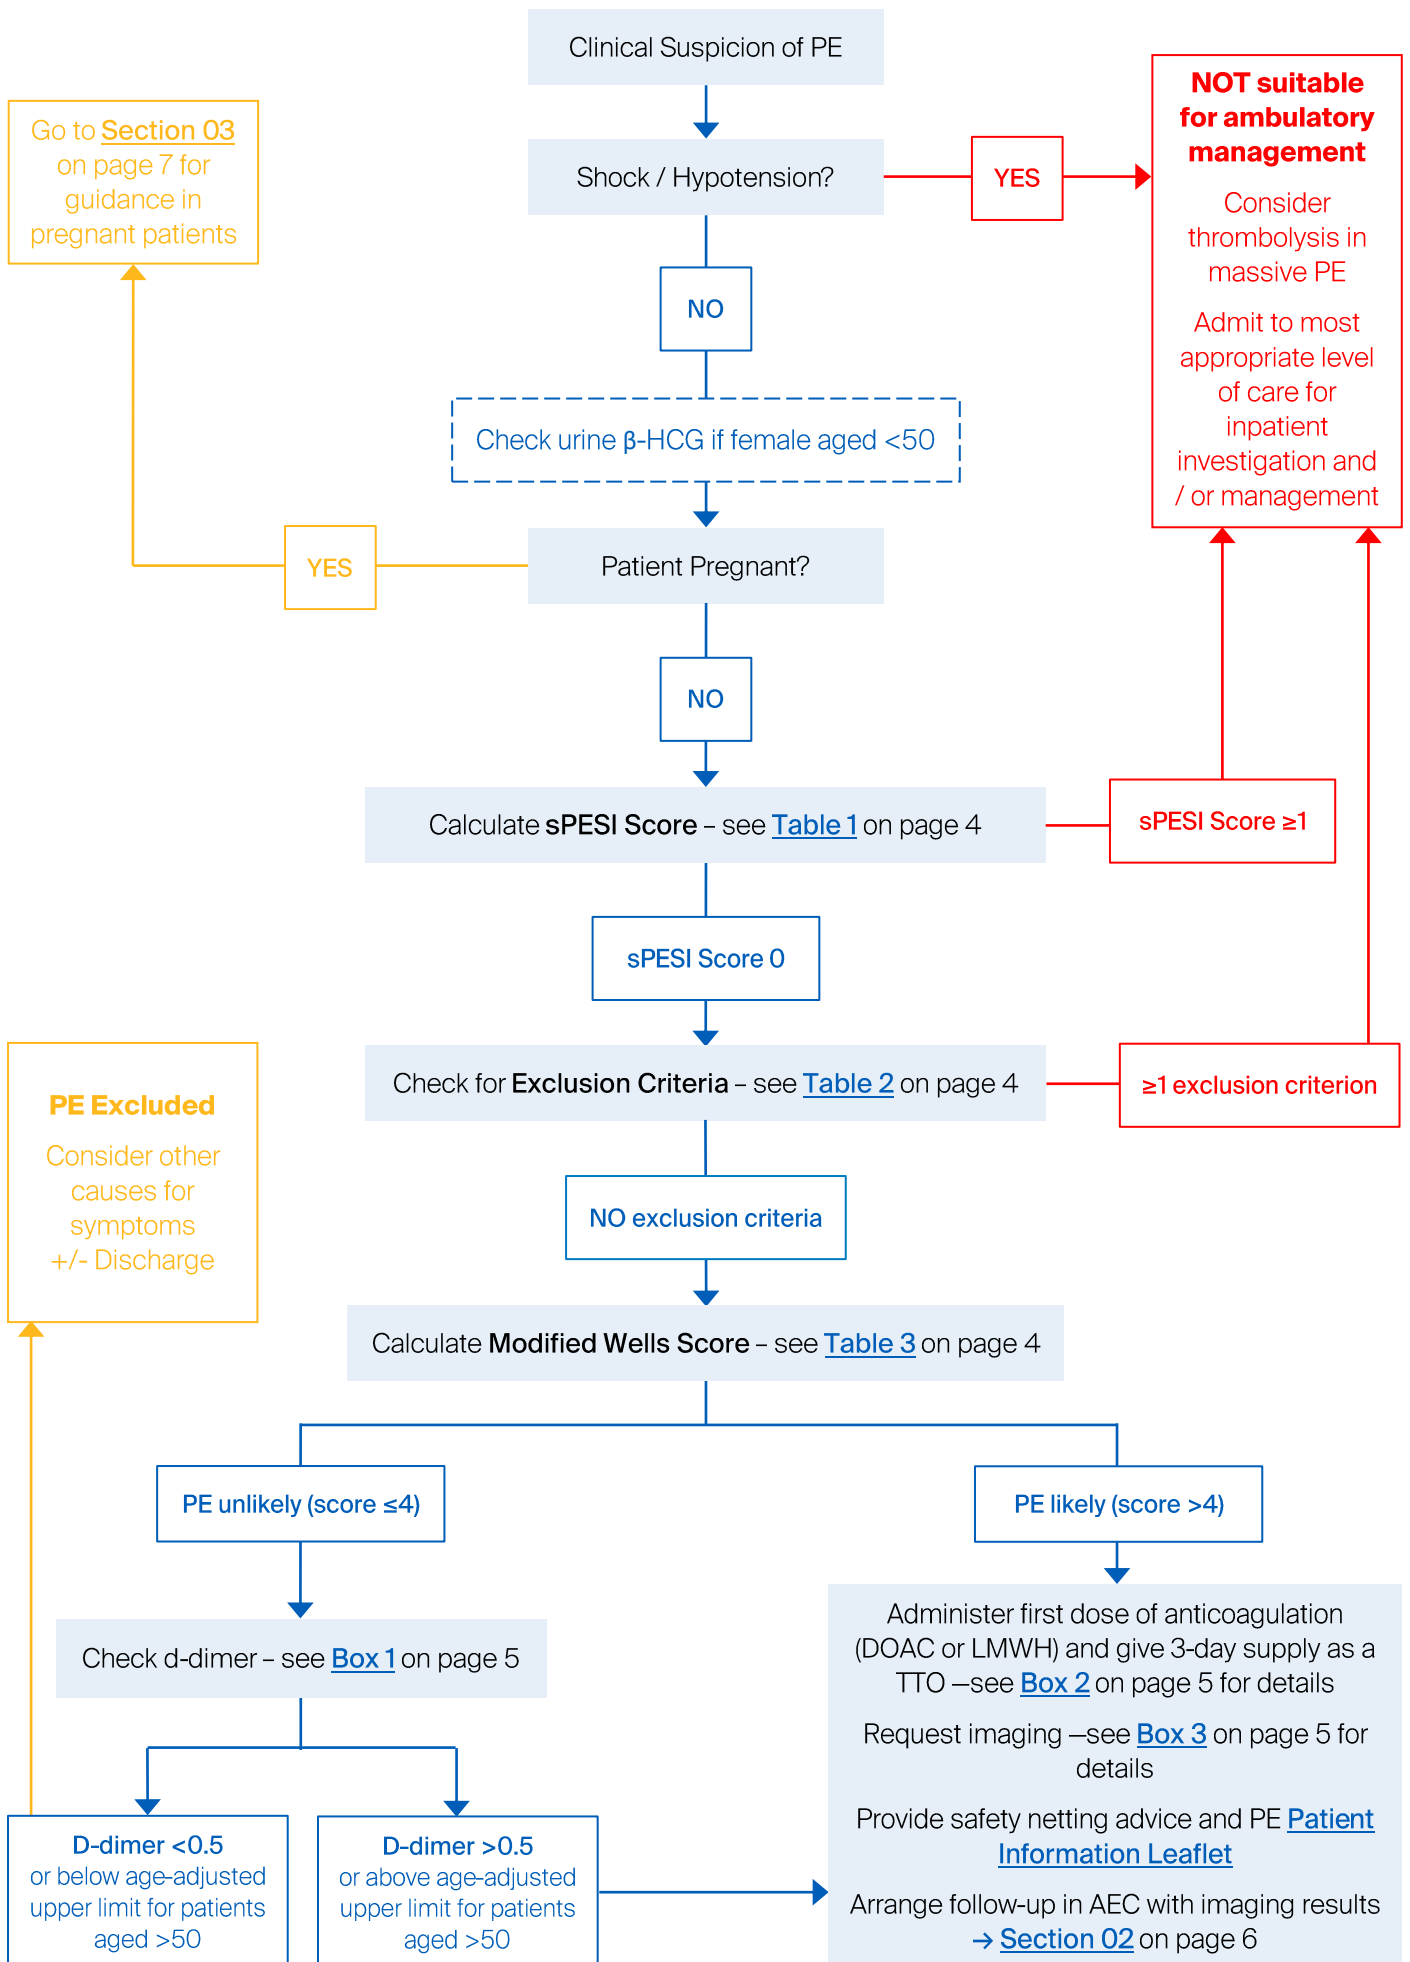 Clinical Suspicion of PE
NOT suitable
for ambulatory
management
Consider
thrombolysis in
massive PE
Admit to most
appropriate level
of care for
inpatient
investigation and
/ or management
Go to Section 03
on page 7 for
guidance in
pregnant patients
Shock / Hypotension?
YES
NO
Check urine β-HCG if female aged <50
Patient Pregnant?
YES
NO
Calculate sPESI Score – see Table 1 on page 4
sPESI Score ≥1
sPESI Score 0
Check for Exclusion Criteria – see Table 2 on page 4
≥1 exclusion criterion
PE Excluded
Consider other
causes for
symptoms
+/- Discharge
NO exclusion criteria
Calculate Modified Wells Score – see Table 3 on page 4
PE unlikely (score ≤4)
PE likely (score >4)
Check d-dimer – see Box 1 on page 5
Administer first dose of anticoagulation
(DOAC or LMWH) and give 3-day supply as a
TTO —see Box 2 on page 5 for details
Request imaging —see Box 3 on page 5 for
details
Provide safety netting advice and PE Patient
Information Leaflet
Arrange follow-up in AEC with imaging results
→ Section 02 on page 6
D-dimer <0.5
or below age-adjusted
upper limit for patients
aged >50
D-dimer >0.5
or above age-adjusted
upper limit for patients
aged >50